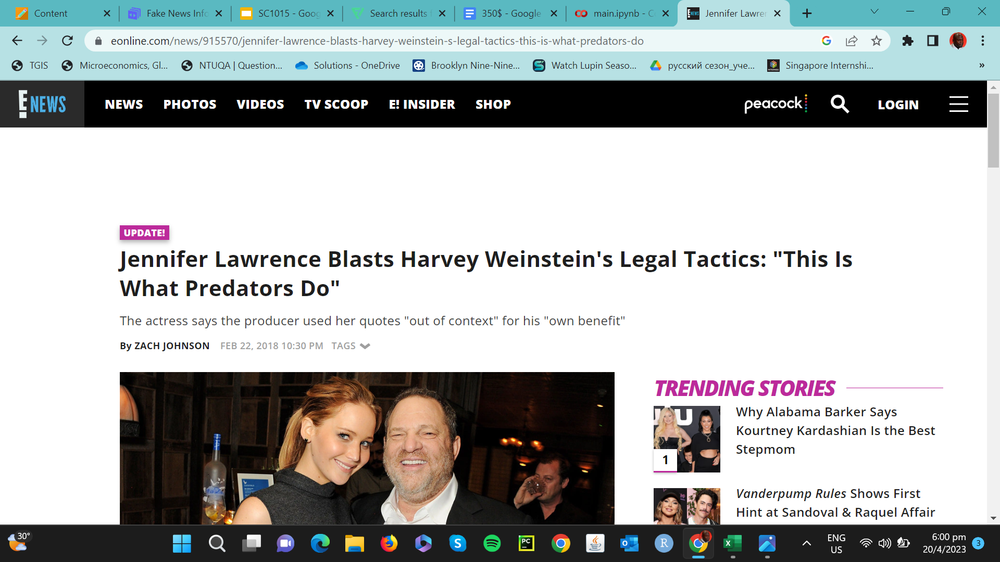 Content
Fake News Info
SC1015 - Goog
Search results f
350$ - Google
main.ipynb - Co
Jennifer Lawren
eonline.com/news/915570/jennifer-lawrence-blasts-harvey-weinstein-s-legal-tactics-this-is-what-predators-do
TGIS
Microeconomics, Gl...
NTUQA | Question...
Solutions - OneDrive
Brooklyn Nine-Nine...
Watch Lupin Seaso...
русский сезон_уче...
Singapore Internshi...
»
E! NEWS
NEWS
PHOTOS
VIDEOS
TV SCOOP
E! INSIDER
SHOP
peacock
LOGIN
UPDATE!
Jennifer Lawrence Blasts Harvey Weinstein's Legal Tactics: "This Is
What Predators Do"
The actress says the producer used her quotes "out of context" for his "own benefit"
By ZACH JOHNSON FEB 22, 2018 10:30 PM TAGS
TRENDING STORIES
Why Alabama Barker Says
Kourtney Kardashian Is the Best
Stepmom
1
Vanderpump Rules Shows First
Hint at Sandoval & Raquel Affair
30°
ENG
US
6:00 pm
20/4/2023
3